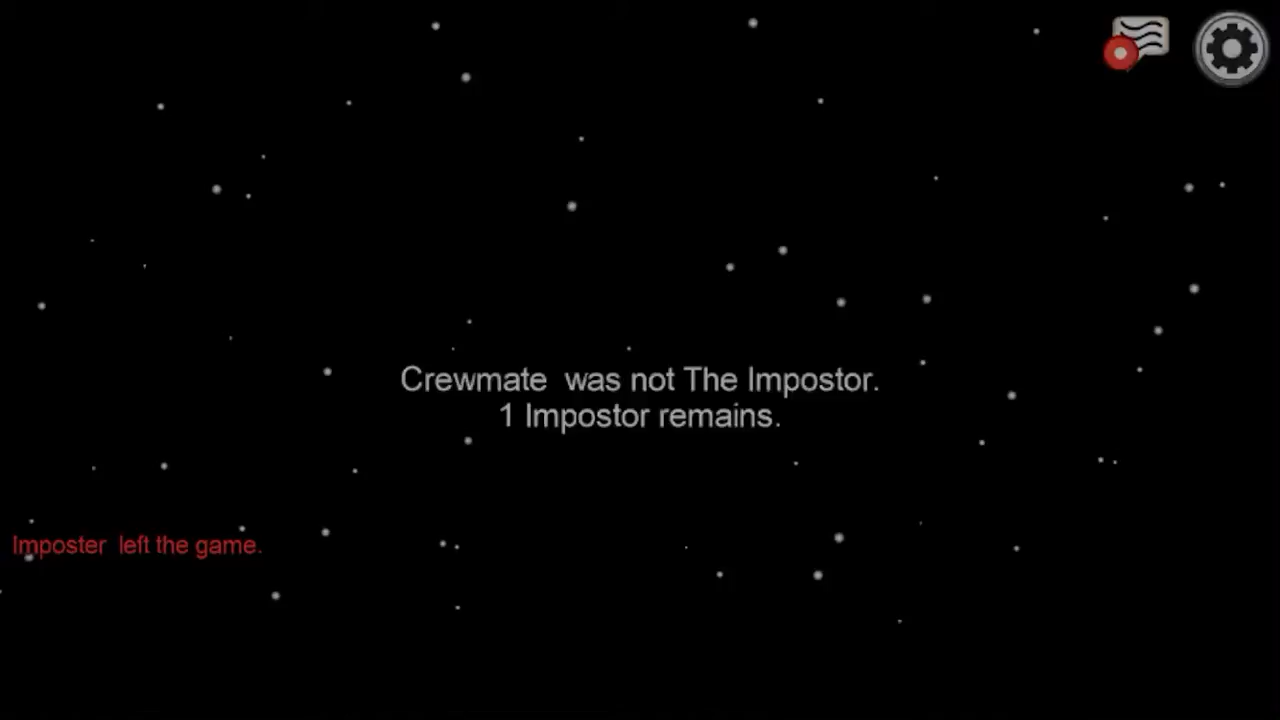 Crewmate  was not The Impostor.
1 Impostor remains.
Imposter  left the game.